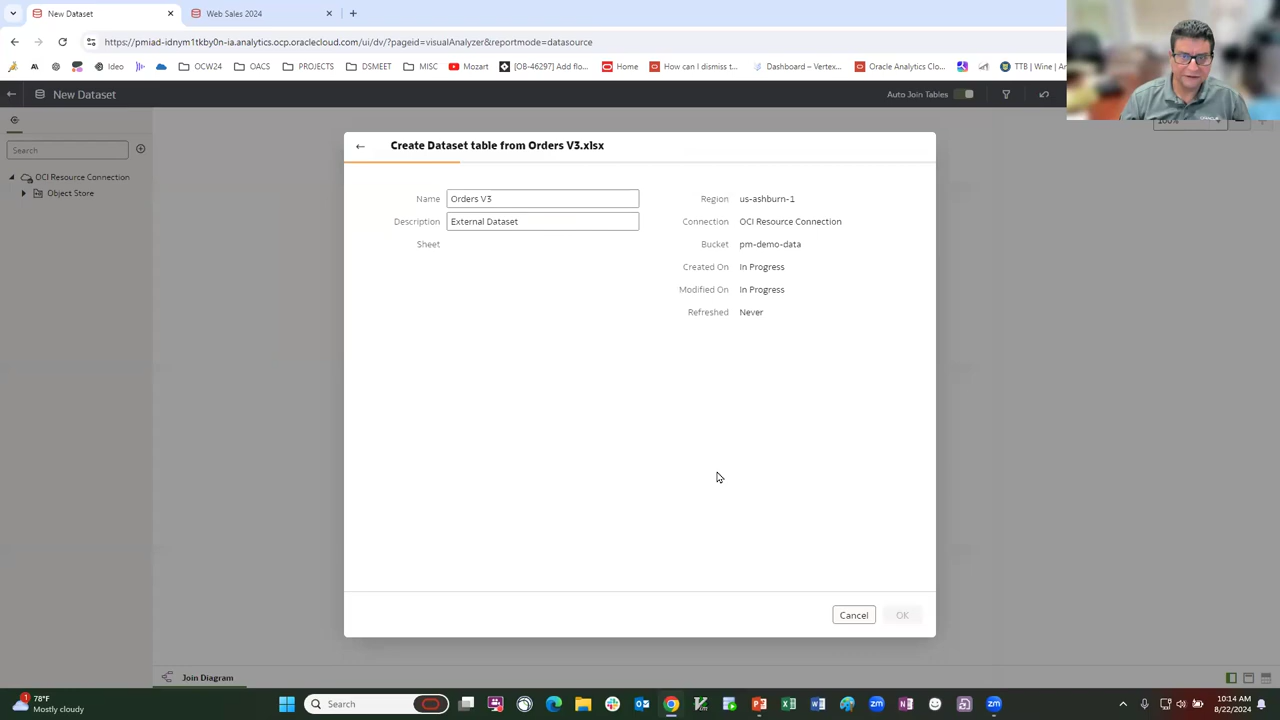 New Dataset
Web Sales 2024
https://pmiad-idnym1tkby0n-ia.analytics.ocp.oraclecloud.com/ui/dv/?pageid=visualAnalyzer&reportmode=datasource
Ideo
OCW24
OACS
PROJECTS
DSMEET
MISC
Mozart
[OB-46297] Add flo...
Home
How can I dismiss t...
Dashboard – Vertex...
Oracle Analytics Clo...
TTB | Wine | An
New Dataset
Auto Join Tables
100%
Search
OCI Resource Connection
Object Store
Create Dataset table from Orders V3.xlsx
Name Orders V3
Description External Dataset
Sheet
Region us-ashburn-1
Connection OCI Resource Connection
Bucket pm-demo-data
Created On In Progress
Modified On In Progress
Refreshed Never
Cancel OK
Join Diagram
1
78°F
Mostly cloudy
Search
10:14 AM
8/22/2024